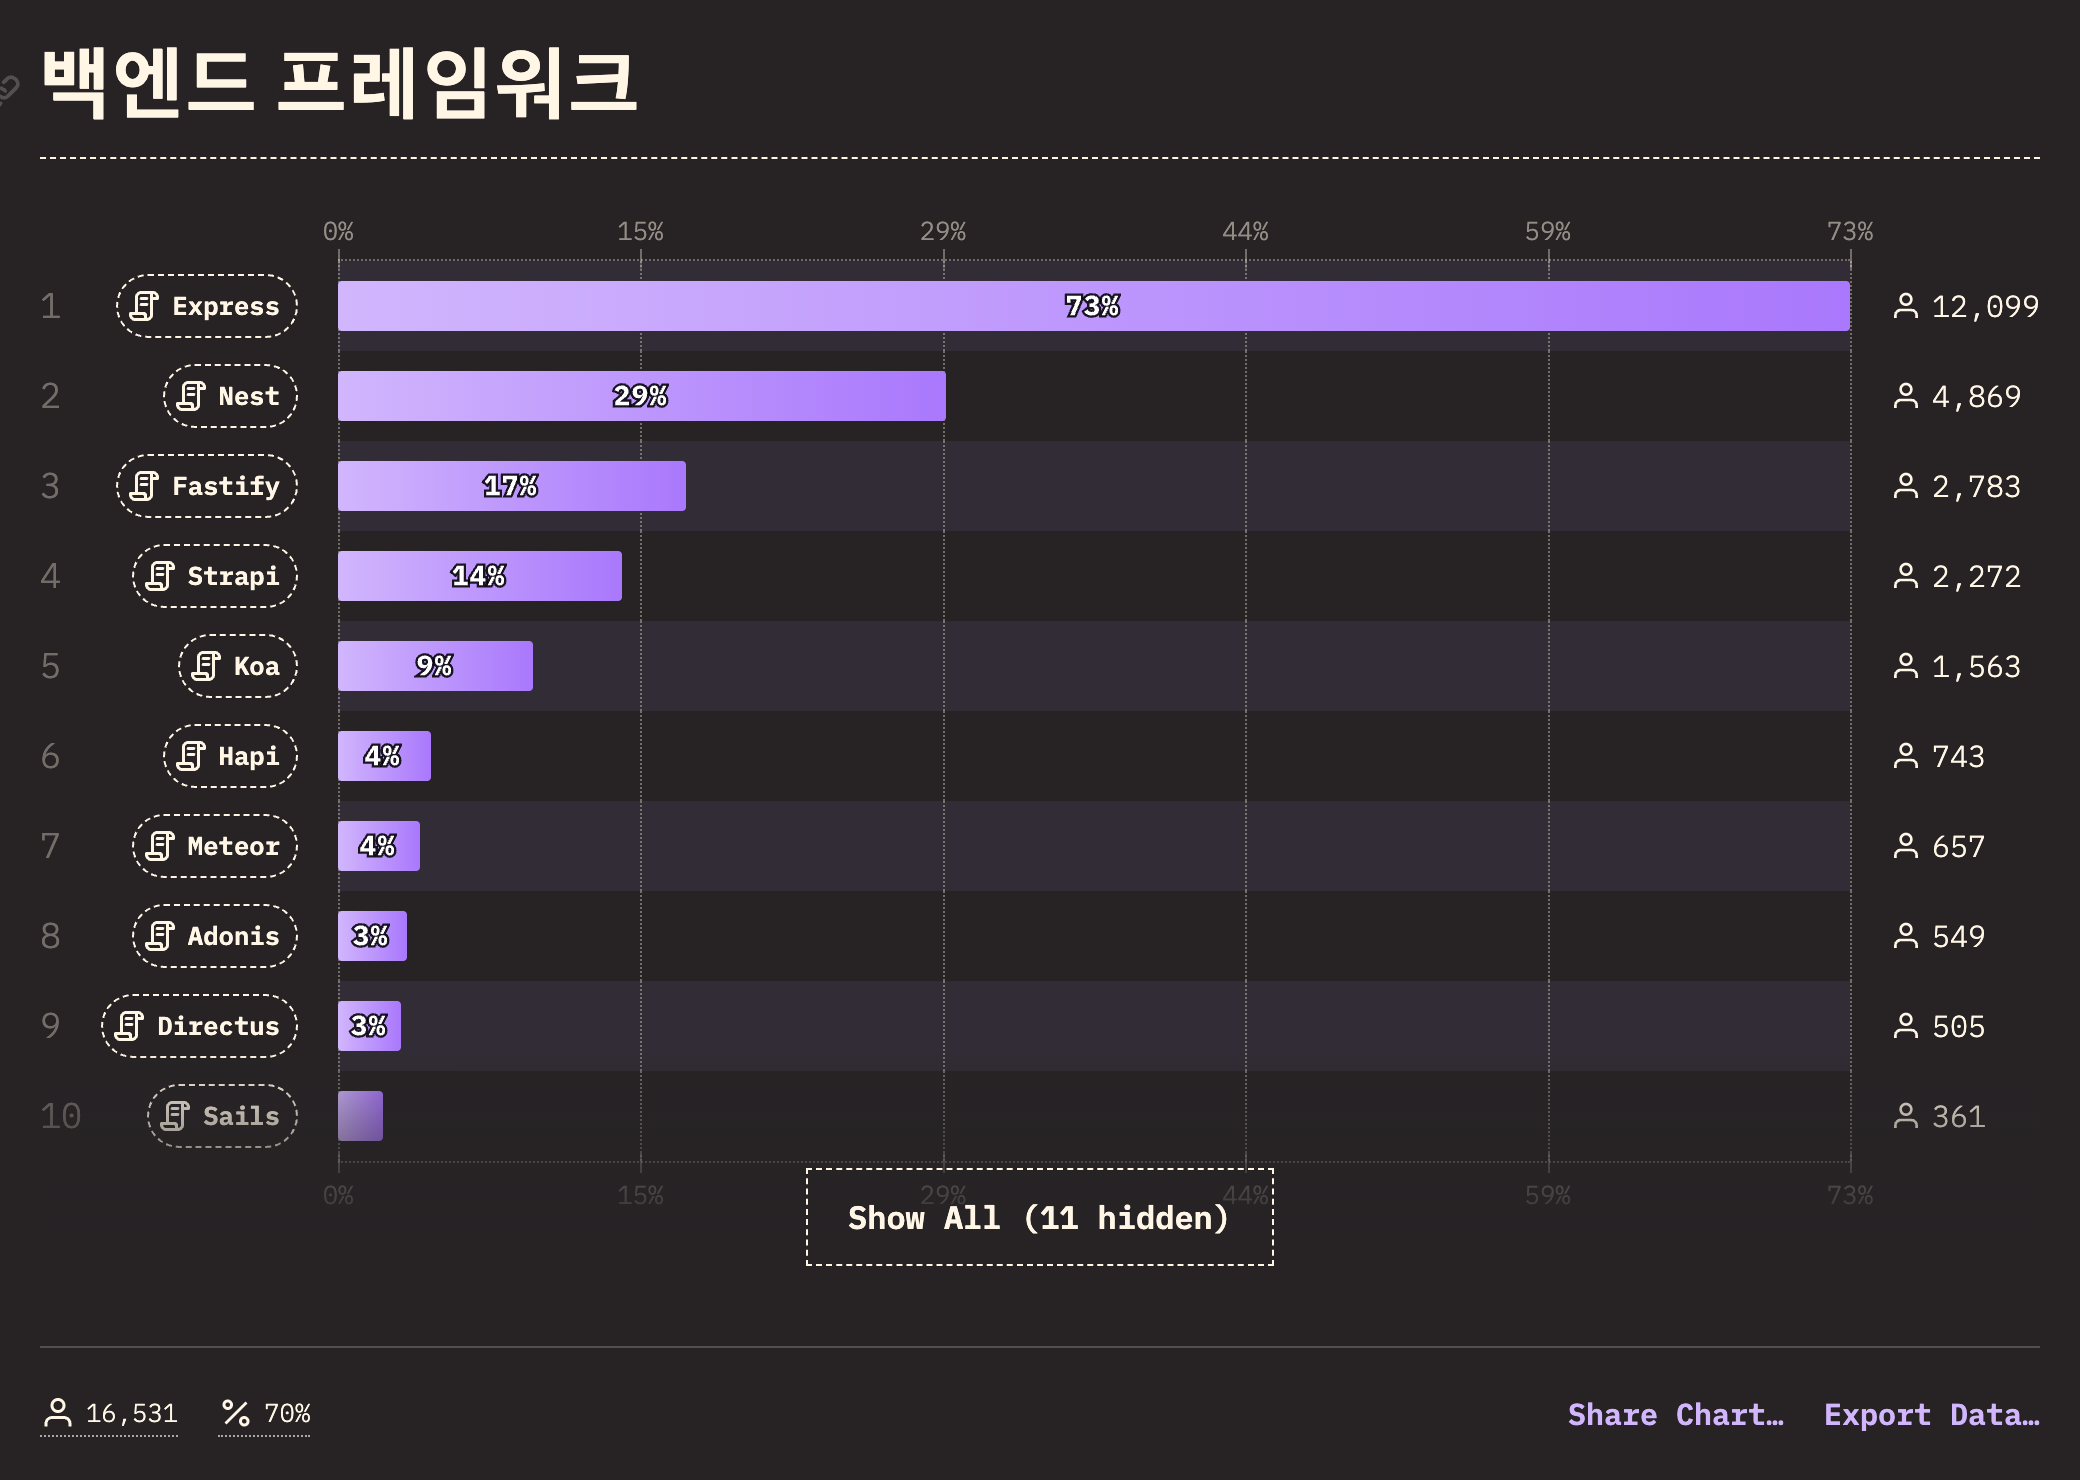 백엔드 프레임워크
0% 15% 29% 44% 59% 73%
1 Express 73% 12,099
2 Nest 29% 4,869
3 Fastify 17% 2,783
4 Strapi 14% 2,272
5 Koa 9% 1,563
6 Hapi 4% 743
7 Meteor 4% 657
8 Adonis 3% 549
9 Directus 3% 505
10 Sails 361
0% 15% 29% 44% 59% 73%
Show All (11 hidden)
16,531 70% Share Chart… Export Data…